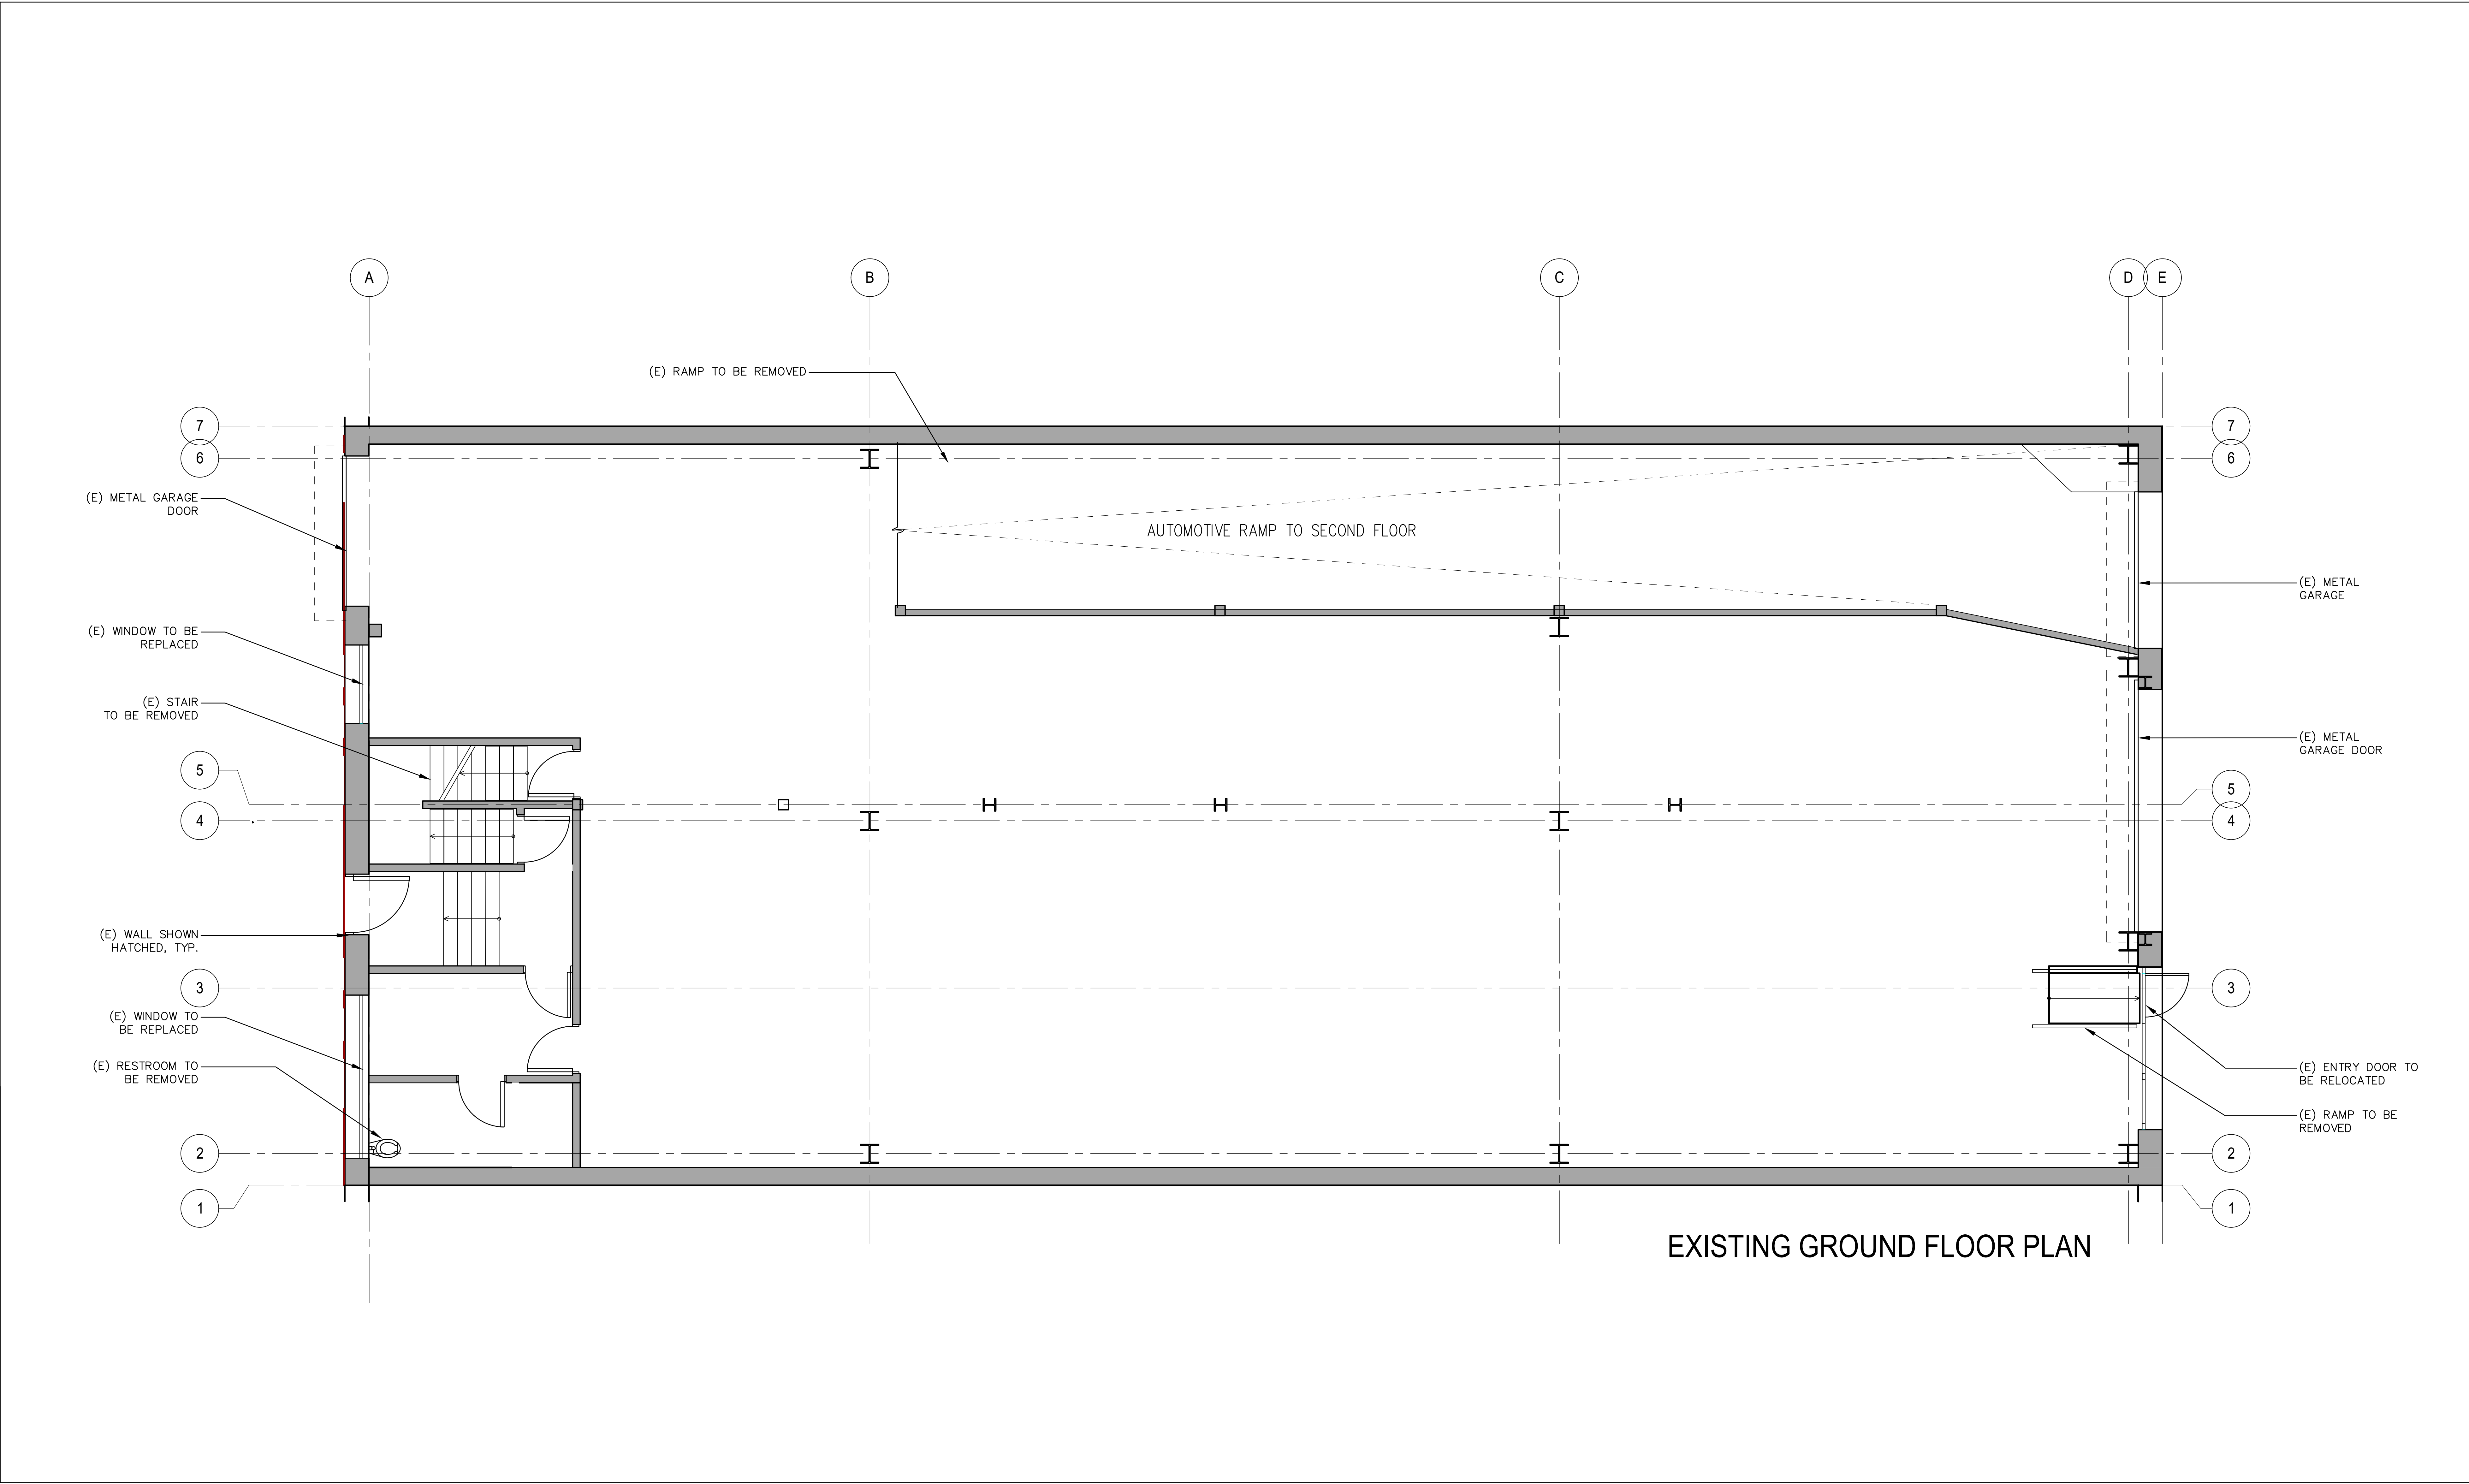 A
B
C
D
E
(E) RAMP TO BE REMOVED
7
7
6
6
(E) METAL GARAGE
DOOR
AUTOMOTIVE RAMP TO SECOND FLOOR
(E) METAL
GARAGE
(E) WINDOW TO BE
REPLACED
(E) STAIR
TO BE REMOVED
(E) METAL
GARAGE DOOR
5
5
4
4
(E) WALL SHOWN
HATCHED, TYP.
3
3
(E) WINDOW TO
BE REPLACED
(E) RESTROOM TO
BE REMOVED
(E) ENTRY DOOR TO
BE RELOCATED
(E) RAMP TO BE
REMOVED
2
2
1
1
EXISTING GROUND FLOOR PLAN